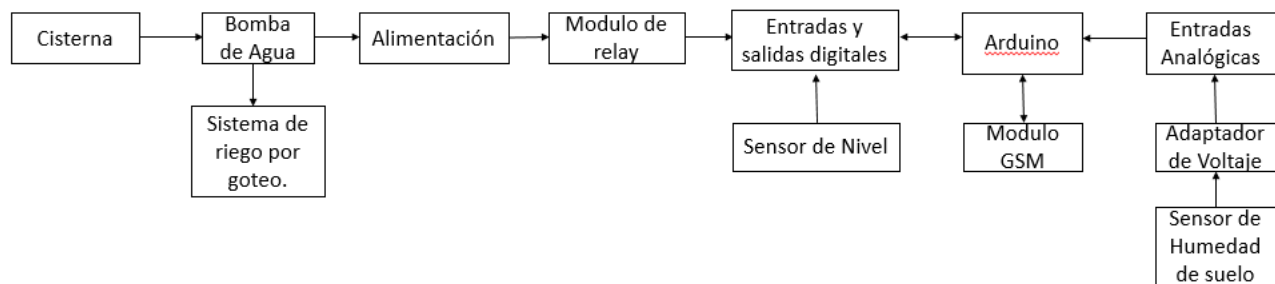 Cisterna
Bomba
de Agua
Alimentación
Modulo de
relay
Entradas y
salidas digitales
Arduino
Entradas
Analógicas
Sistema de
riego por
goteo.
Sensor de Nivel
Modulo
GSM
Adaptador
de Voltaje
Sensor de
Humedad
de suelo